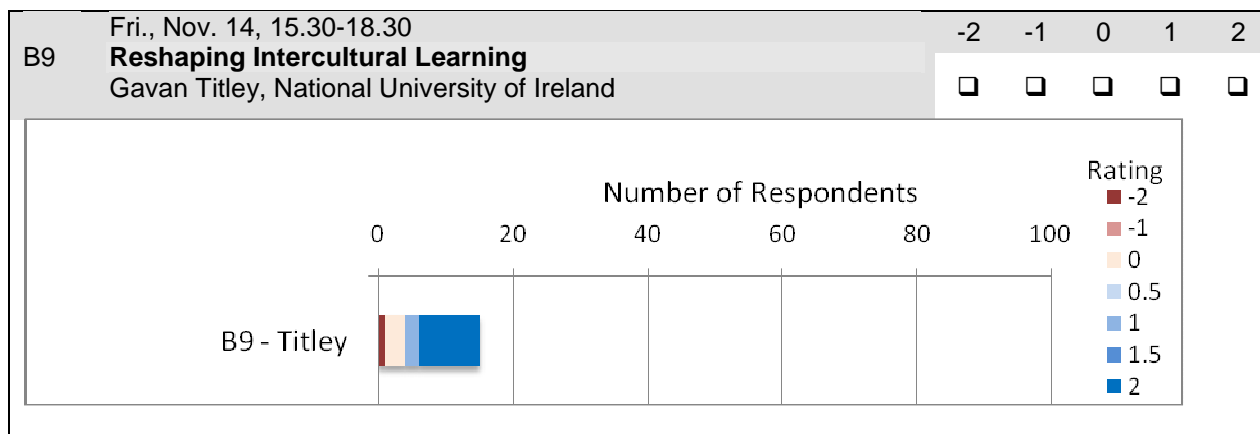 Fri., Nov. 14, 15.30-18.30
-2 -1 0 1 2
B9 Reshaping Intercultural Learning
Gavan Titley, National University of Ireland
❑ ❑ ❑ ❑ ❑
Rating
Number of Respondents
0 20 40 60 80 100
-2
-1
0
0.5
1
1.5
2
B9 - Titley